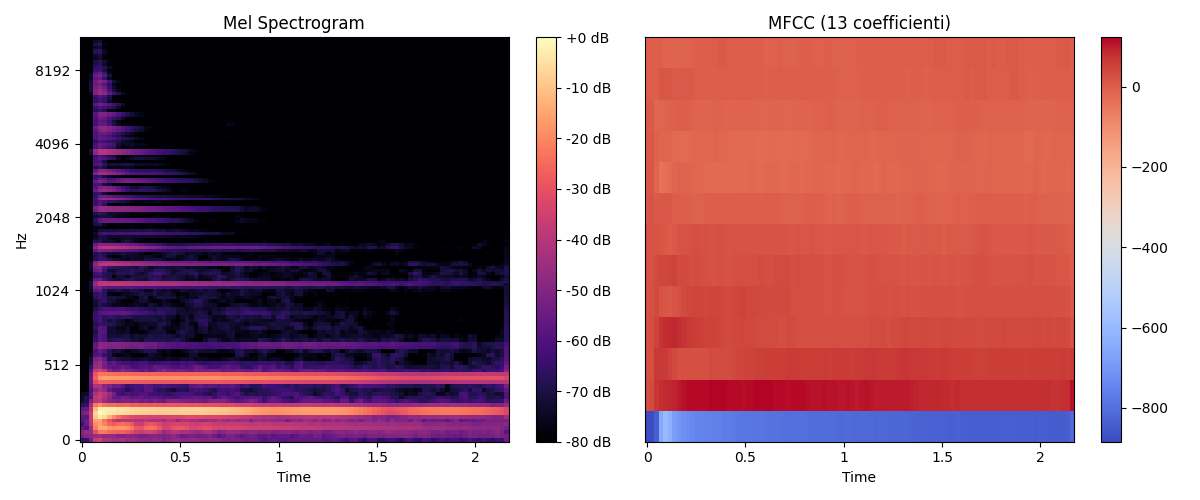 Mel Spectrogram
8192
4096
2048
1024
512
0
Hz
0
0.5
1
1.5
2
Time
+0 dB
-10 dB
-20 dB
-30 dB
-40 dB
-50 dB
-60 dB
-70 dB
-80 dB
MFCC (13 coefficienti)
0
0.5
1
1.5
2
Time
0
−200
−400
−600
−800